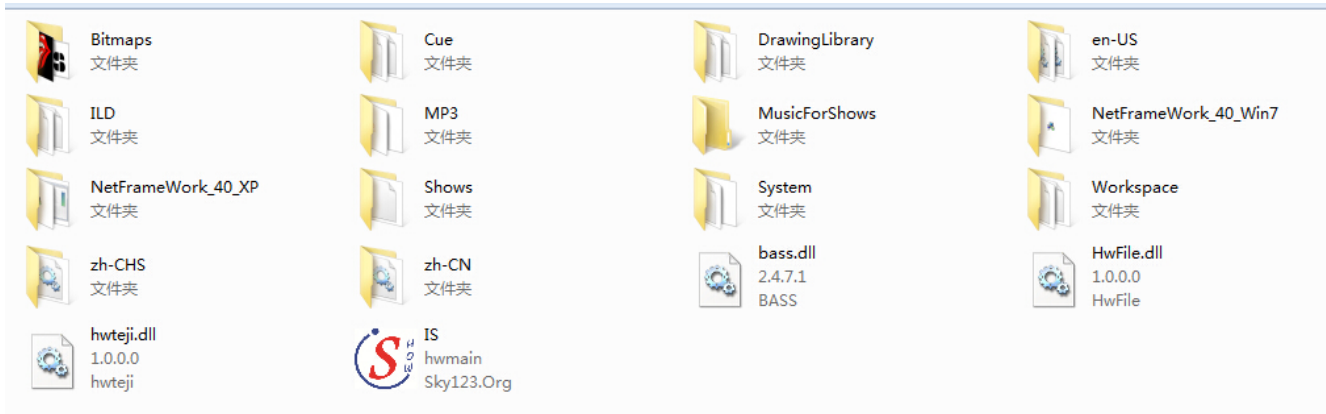 Bitmaps
文件夹
Cue
文件夹
DrawingLibrary
文件夹
en-US
文件夹
ILD
文件夹
MP3
文件夹
MusicForShows
文件夹
NetFrameWork_40_Win7
文件夹
NetFrameWork_40_XP
文件夹
Shows
文件夹
System
文件夹
Workspace
文件夹
zh-CHS
文件夹
zh-CN
文件夹
bass.dll
2.4.7.1
BASS
HwFile.dll
1.0.0.0
HwFile
hwteji.dll
1.0.0.0
hwteji
S HOW
IS
hwmain
Sky123.Org